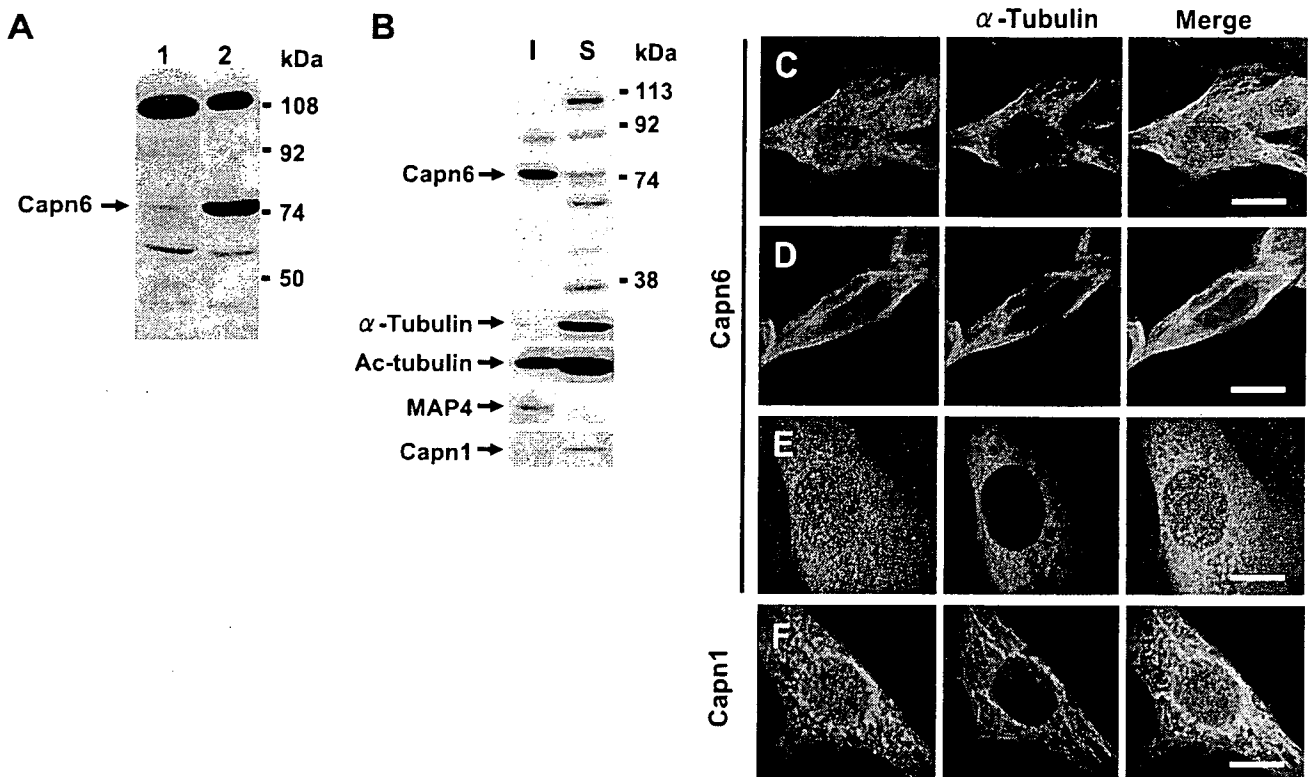 A
1 2 kDa
108
92
Capn6
74
50
B
I S kDa
113
92
Capn6
74
38
α-Tubulin
Ac-tubulin
MAP4
Capn1
α-Tubulin Merge
C
D
E
Capn6
F
Capn1